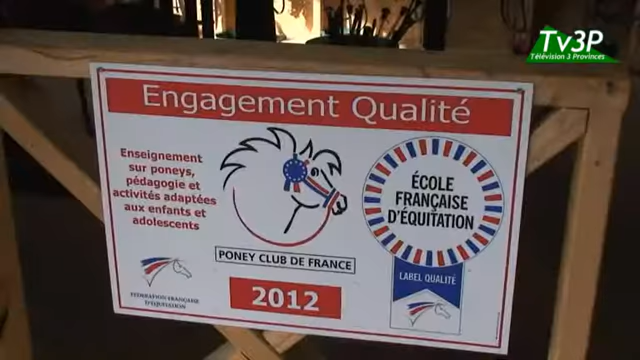 Tv3P
Télévision 3 Provinces
Engagement Qualité
Enseignement
sur poneys,
pédagogie et
activités adaptées
aux enfants et
adolescents
PONEY CLUB DE FRANCE
2012
FÉDÉRATION FRANÇAISE
D'ÉQUITATION
ÉCOLE
FRANÇAISE
D'ÉQUITATION
LABEL QUALITÉ